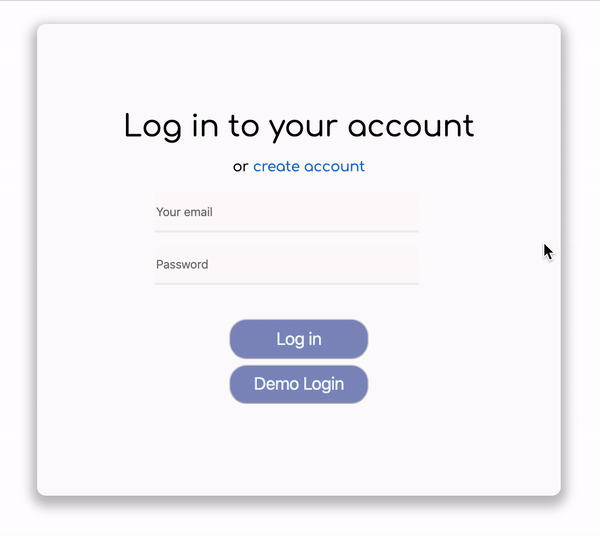 Log in to your account
or create account
Your email
Password
Log in
Demo Login